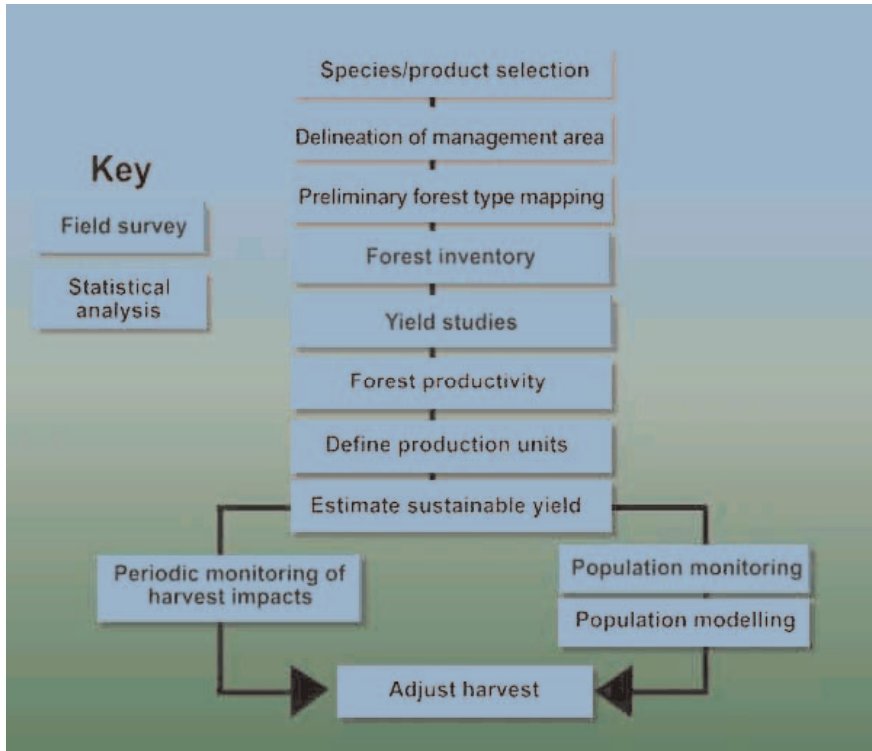 Species/product selection
Delineation of management area
Key
Preliminary forest type mapping
Field survey
Forest inventory
Statistical
analysis
Yield studies
Forest productivity
Define production units
Estimate sustainable yield
Periodic monitoring of
harvest impacts
Population monitoring
Population modelling
Adjust harvest